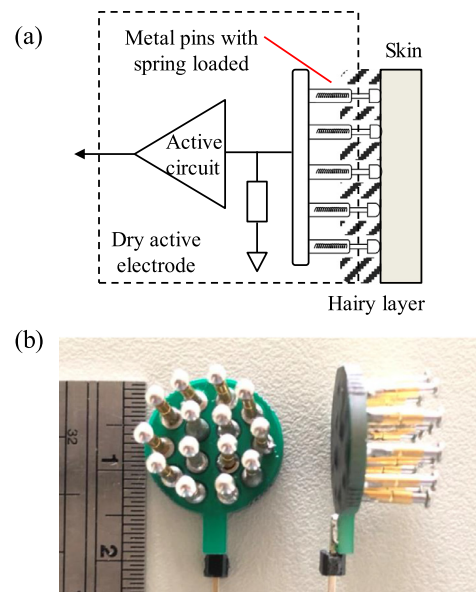 (a)
Metal pins with
spring loaded
Skin
Active
circuit
Dry active
electrode
Hairy layer
(b)
32
1
2